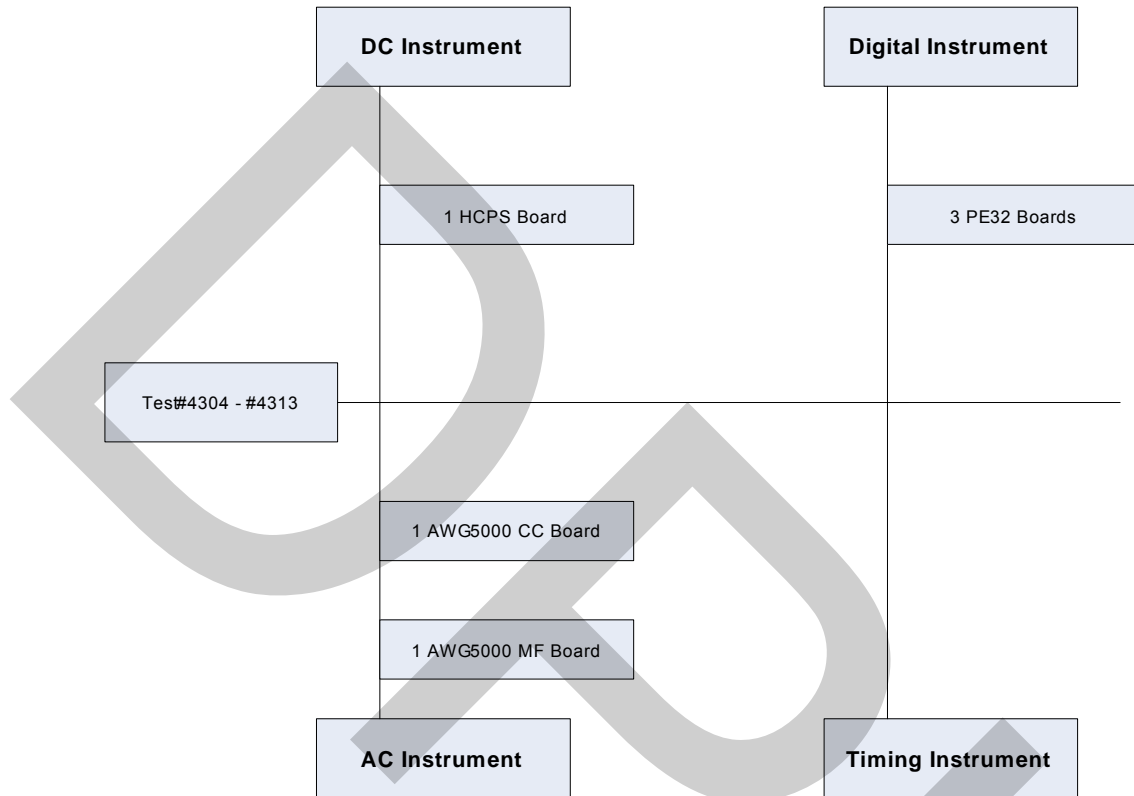 DC Instrument
Digital Instrument
1 HCPS Board
3 PE32 Boards
Test#4304 - #4313
1 AWG5000 CC Board
1 AWG5000 MF Board
AC Instrument
Timing Instrument